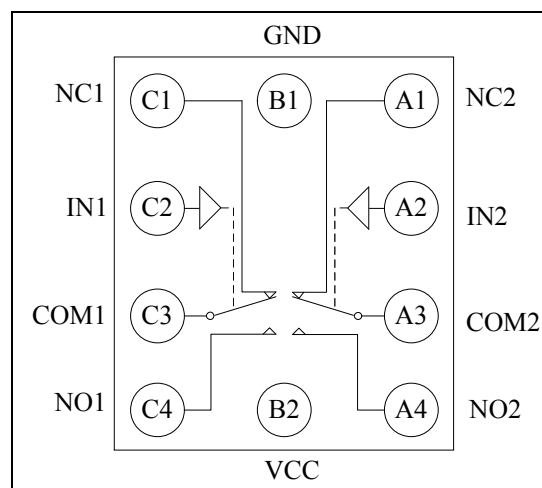 GND
NC1 C1 B1 A1 NC2
IN1 C2 A2 IN2
COM1 C3 A3 COM2
NO1 C4 B2 A4 NO2
VCC